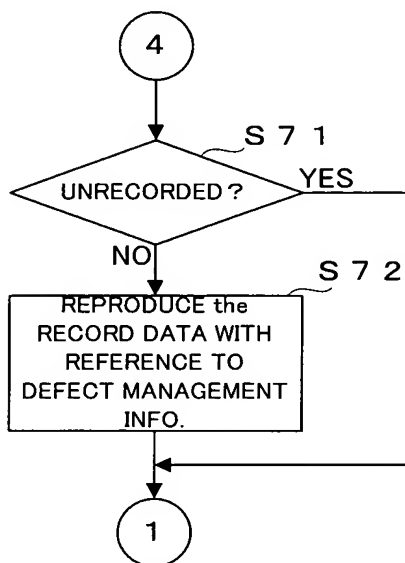 4
S 7 1
UNRECORDED ?
YES
NO
S 7 2
REPRODUCE the
RECORD DATA WITH
REFERENCE TO
DEFECT MANAGEMENT
INFO.
1